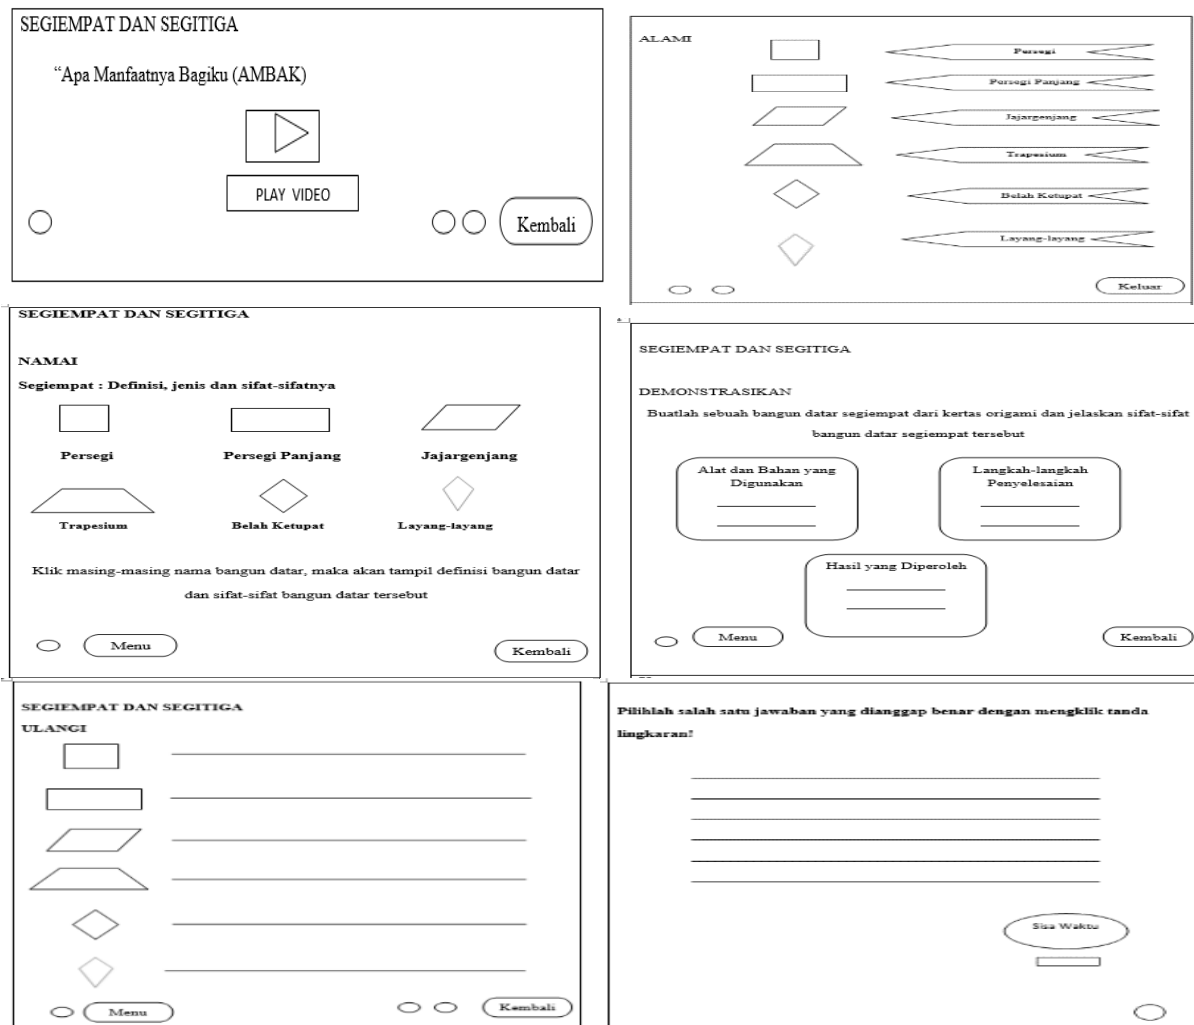 SEGIEMPAT DAN SEGITIGA
“Apa Manfaatnya Bagiku (AMBAK)
PLAY VIDEO
Kembali
ALAMI
Persegi
Persegi Panjang
Jajargenjang
Trapesium
Belah Ketupat
Layang-layang
Keluar
SEGIEMPAT DAN SEGITIGA
NAMAI
Segiempat : Definisi, jenis dan sifat-sifatnya
Persegi
Persegi Panjang
Jajargenjang
Trapesium
Belah Ketupat
Layang-layang
Klik masing-masing nama bangun datar, maka akan tampil definisi bangun datar
dan sifat-sifat bangun datar tersebut
Menu
Kembali
SEGIEMPAT DAN SEGITIGA
DEMONSTRASIKAN
Buatlah sebuah bangun datar segiempat dari kertas origami dan jelaskan sifat-sifat
bangun datar segiempat tersebut
Alat dan Bahan yang
Digunakan
Langkah-langkah
Penyelesaian
Hasil yang Diperoleh
Menu
Kembali
SEGIEMPAT DAN SEGITIGA
ULANGI
Menu
Kembali
Pilihlah salah satu jawaban yang dianggap benar dengan mengklik tanda
lingkaran!
Sisa Waktu